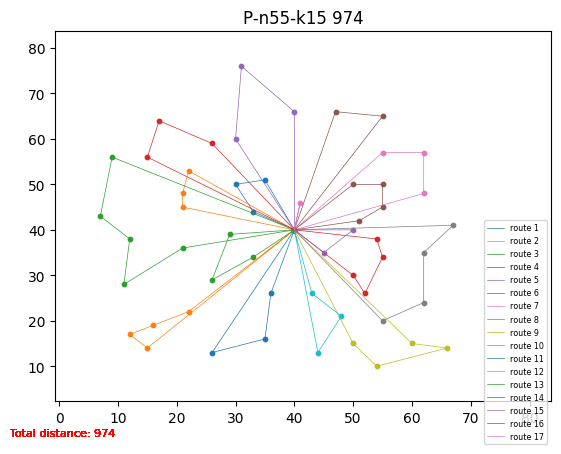 P-n55-k15 974
80
70
60
50
40
30
20
10
0
10
20
30
40
50
60
70
80
route 1
route 2
route 3
route 4
route 5
route 6
route 7
route 8
route 9
route 10
route 11
route 12
route 13
route 14
route 15
route 16
route 17
Total distance: 974